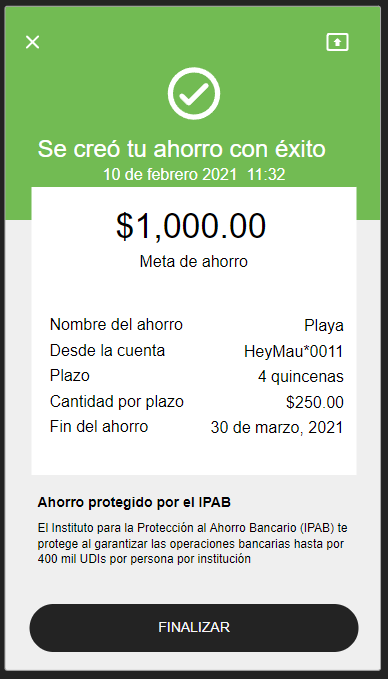 Se creó tu ahorro con éxito
10 de febrero 2021 11:32
$1,000.00
Meta de ahorro
Nombre del ahorro Playa
Desde la cuenta HeyMau*0011
Plazo 4 quincenas
Cantidad por plazo $250.00
Fin del ahorro 30 de marzo, 2021
Ahorro protegido por el IPAB
El Instituto para la Protección al Ahorro Bancario (IPAB) te
protege al garantizar las operaciones bancarias hasta por
400 mil UDIs por persona por institución
FINALIZAR